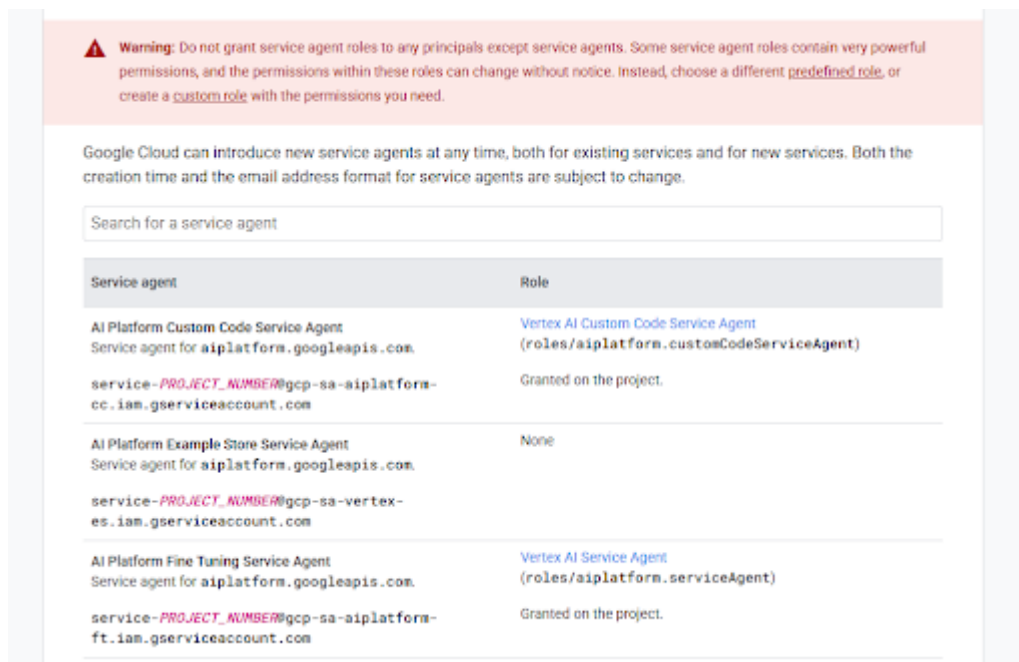 Warning: Do not grant service agent roles to any principals except service agents. Some service agent roles contain very powerful
permissions, and the permissions within these roles can change without notice. Instead, choose a different predefined role, or
create a custom role with the permissions you need.
Google Cloud can introduce new service agents at any time, both for existing services and for new services. Both the
creation time and the email address format for service agents are subject to change.
Search for a service agent
Service agent
Role
AI Platform Custom Code Service Agent
Service agent for aiplatform.googleapis.com.
service-PROJECT_NUMBER@gcp-sa-aiplatform-
cc.iam.gserviceaccount.com
Vertex AI Custom Code Service Agent
(roles/aiplatform.customCodeServiceAgent)
Granted on the project.
AI Platform Example Store Service Agent
Service agent for aiplatform.googleapis.com.
service-PROJECT_NUMBER@gcp-sa-vertex-
es.iam.gserviceaccount.com
None
AI Platform Fine Tuning Service Agent
Service agent for aiplatform.googleapis.com.
service-PROJECT_NUMBER@gcp-sa-aiplatform-
ft.iam.gserviceaccount.com
Vertex AI Service Agent
(roles/aiplatform.serviceAgent)
Granted on the project.